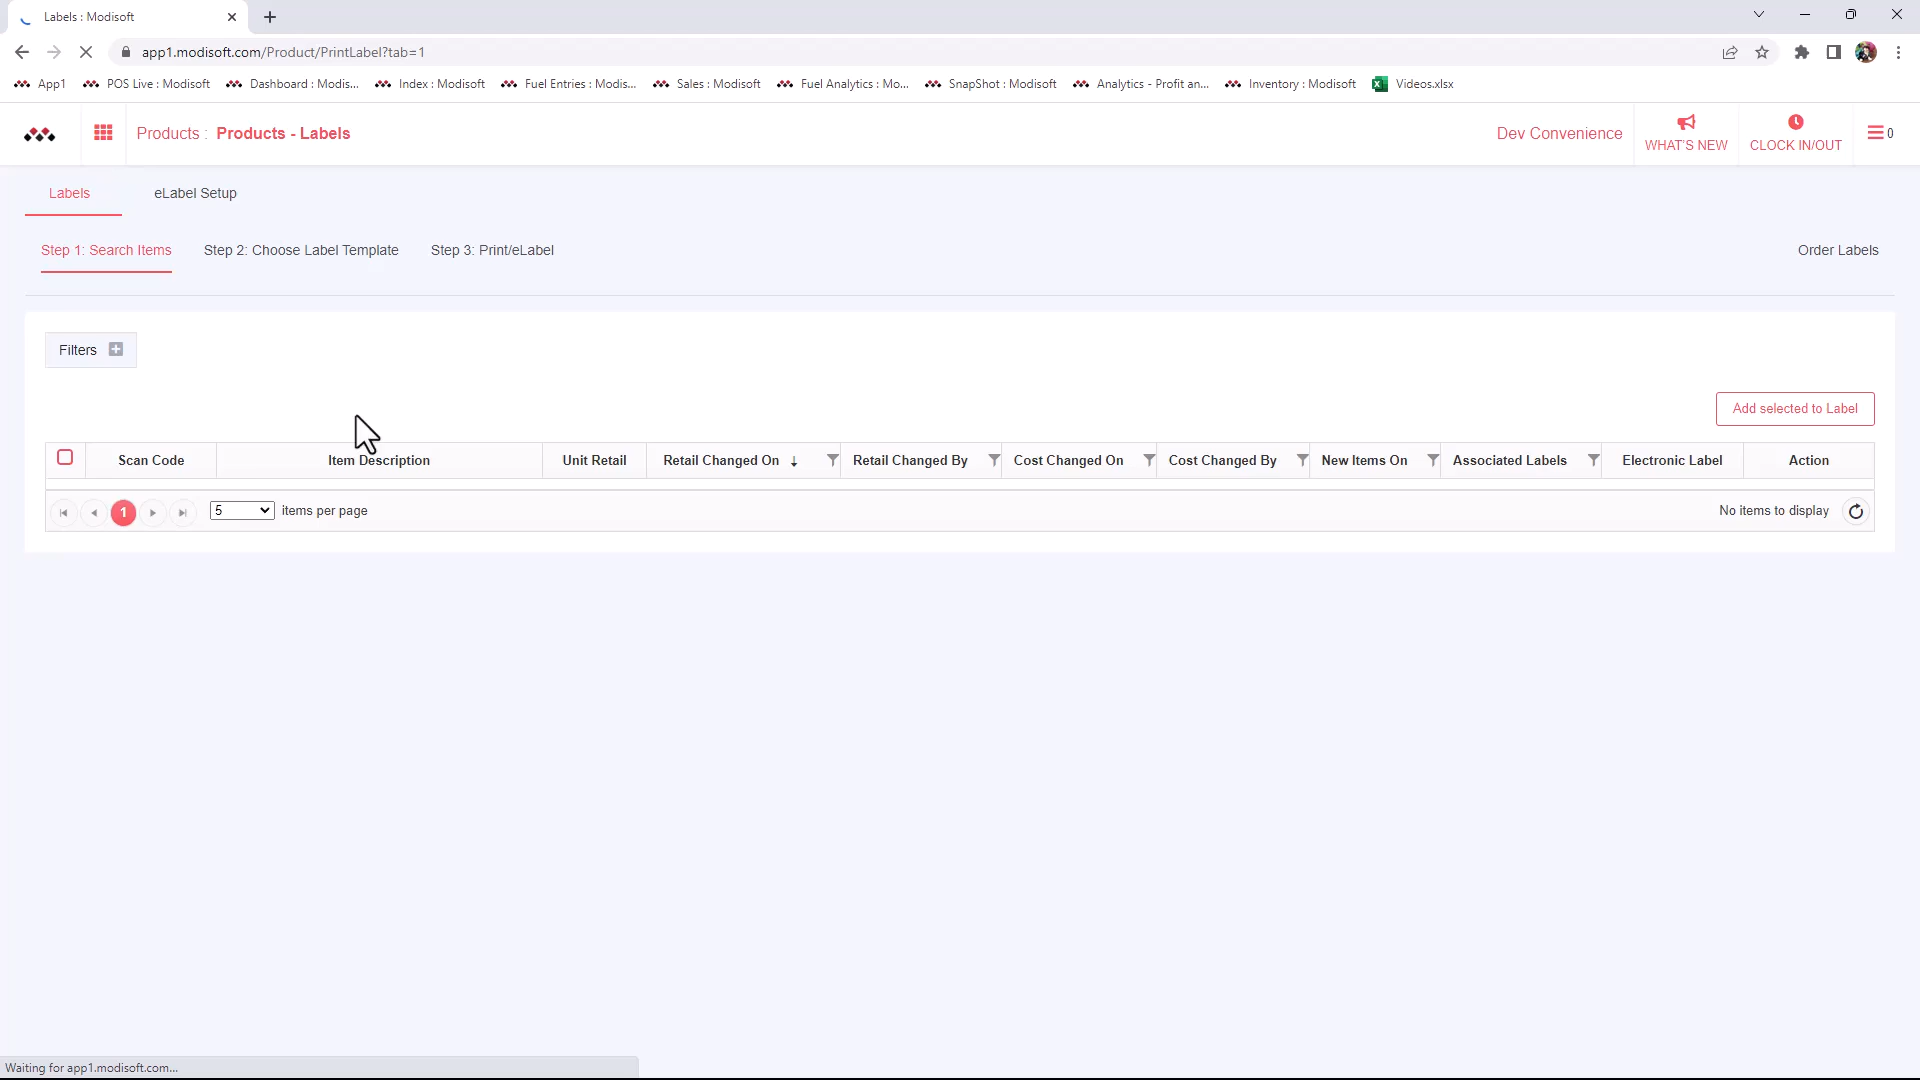 Labels : Modisoft
app1.modisoft.com/Product/PrintLabel?tab=1
App1 POS Live : Modisoft Dashboard : Modis... Index : Modisoft Fuel Entries : Modis... Sales : Modisoft Fuel Analytics : Mo... SnapShot : Modisoft Analytics - Profit an... Inventory : Modisoft Videos.xlsx
Products : Products - Labels Dev Convenience WHAT'S NEW CLOCK IN/OUT 0
Labels eLabel Setup
Step 1: Search Items Step 2: Choose Label Template Step 3: Print/eLabel Order Labels
Filters
Add selected to Label
Scan Code Item Description Unit Retail Retail Changed On Retail Changed By Cost Changed On Cost Changed By New Items On Associated Labels Electronic Label Action
1 5 items per page No items to display
Waiting for app1.modisoft.com...